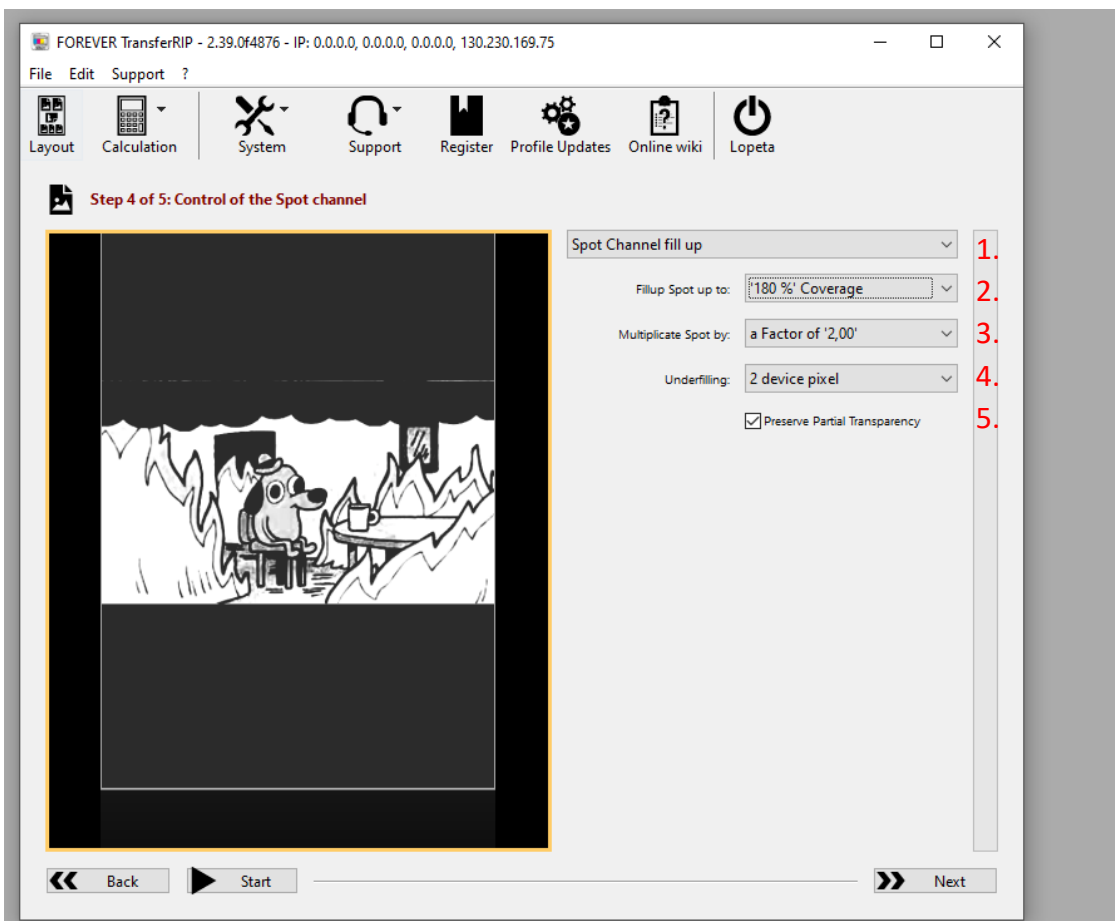 FOREVER TransferRIP - 2.39.0f4876 - IP: 0.0.0.0, 0.0.0.0, 0.0.0.0, 130.230.169.75
File Edit Support ?
Layout Calculation System Support Register Profile Updates Online wiki Lopeta
Step 4 of 5: Control of the Spot channel
Spot Channel fill up 1.
Fillup Spot up to: '180 %' Coverage 2.
Multiplicate Spot by: a Factor of '2,00' 3.
Underfilling: 2 device pixel 4.
Preserve Partial Transparency 5.
Back Start Next